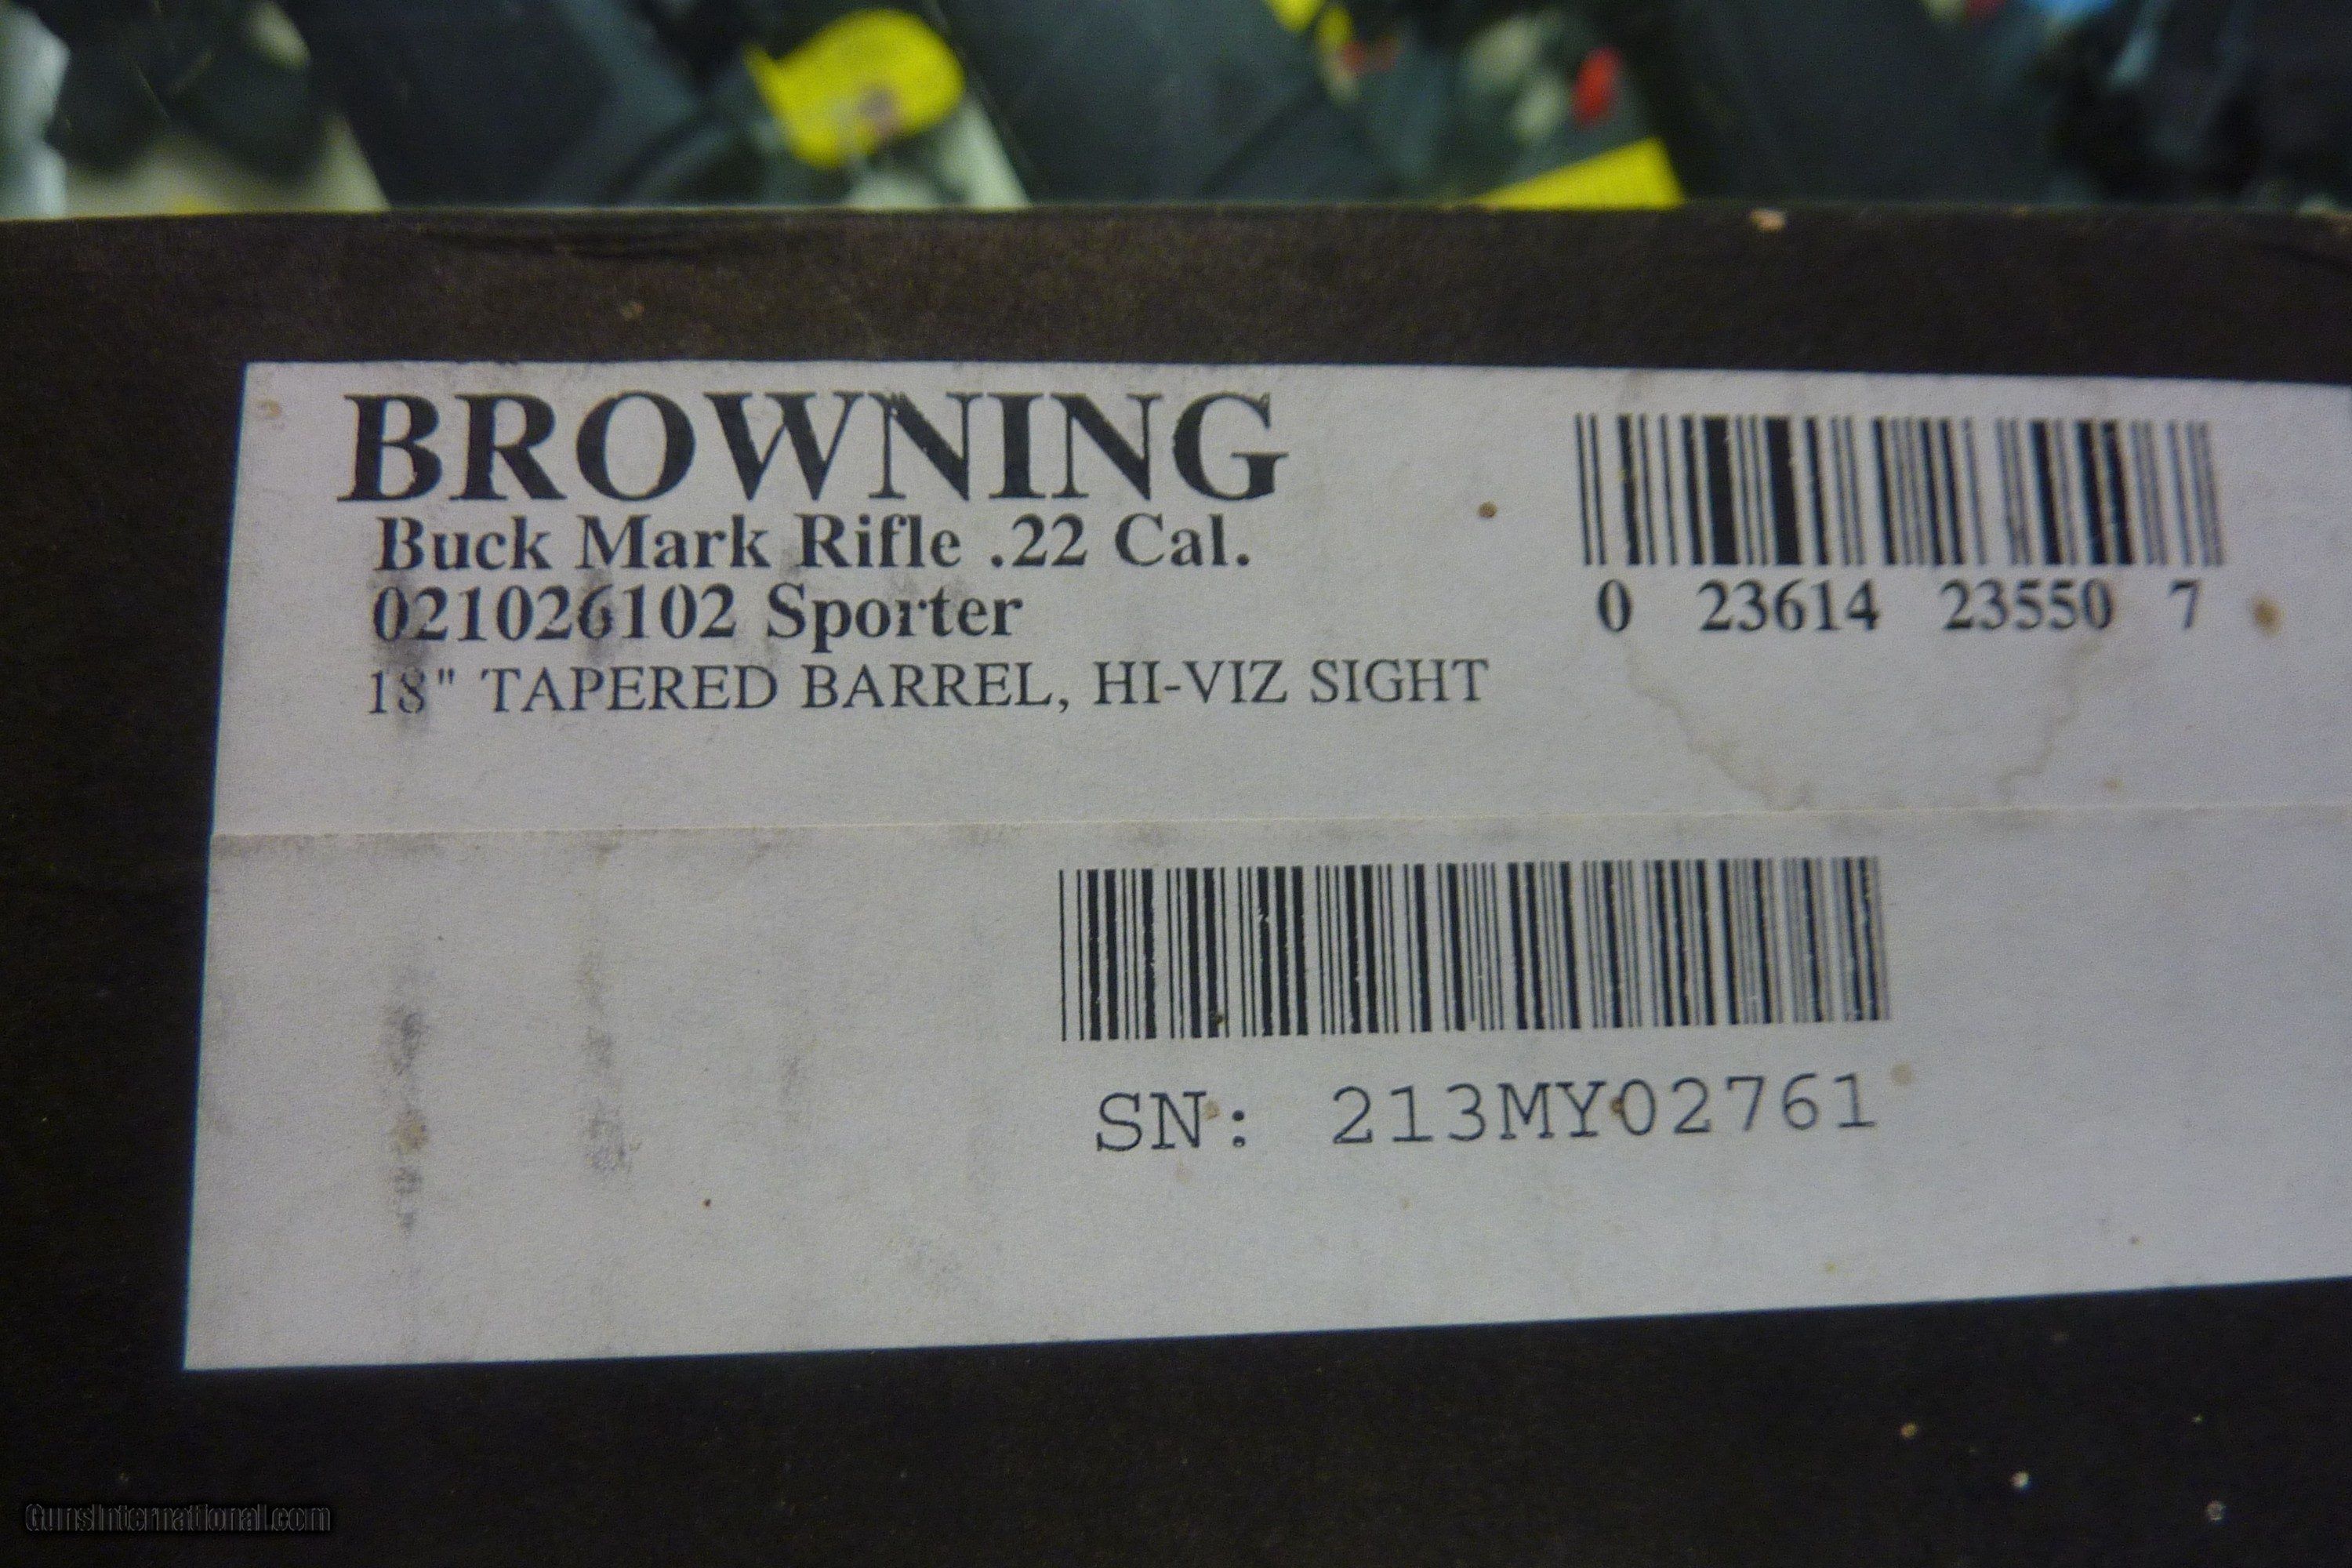 BROWNING
Buck Mark Rifle .22 Cal.
021026102 Sporter
18" TAPERED BARREL, HI-VIZ SIGHT
0 23614 23550 7
SN: 213MY02761
GunsInternational.com